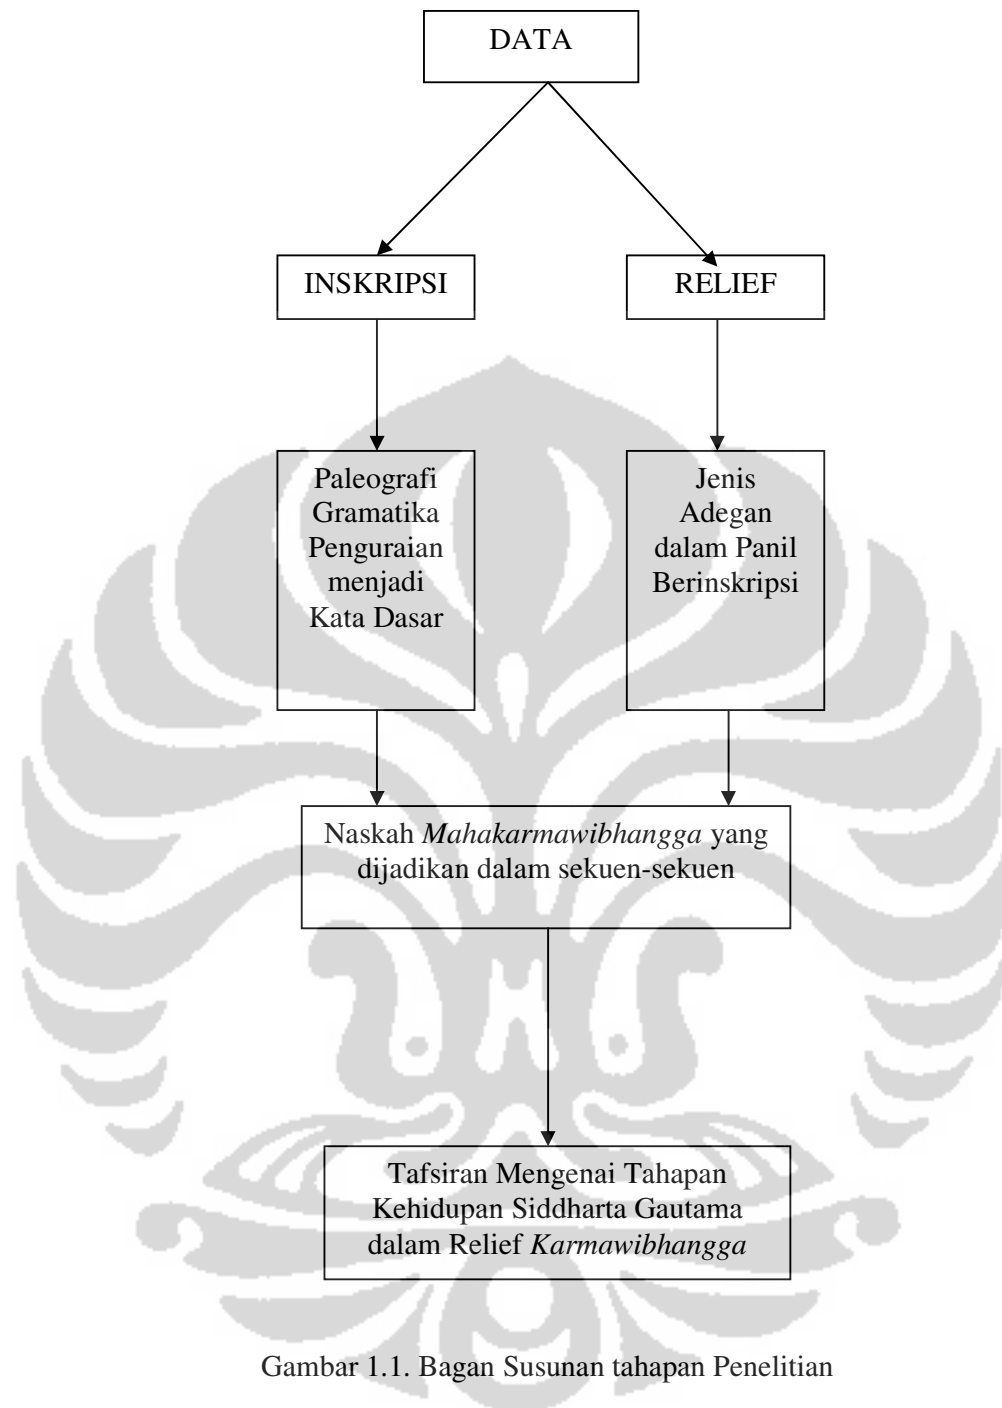 DATA
INSKRIPSI
RELIEF
Paleografi
Gramatika
Penguraian
menjadi
Kata Dasar
Jenis
Adegan
dalam Panil
Berinskripsi
Naskah Mahakarmawibhangga yang
dijadikan dalam sekuen-sekuen
Tafsiran Mengenai Tahapan
Kehidupan Siddharta Gautama
dalam Relief Karmawibhangga
Gambar 1.1. Bagan Susunan tahapan Penelitian